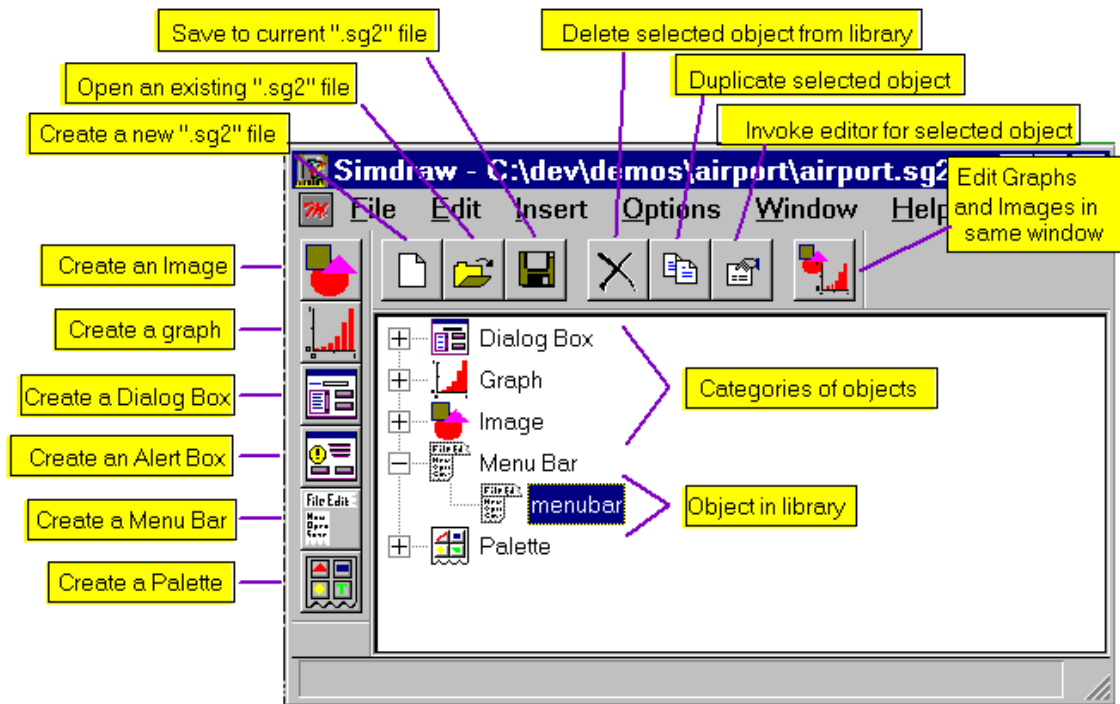 Save to current ".sg2" file
Delete selected object from library
Open an existing ".sg2" file
Duplicate selected object
Create a new ".sg2" file
Invoke editor for selected object
Simdraw - C:\dev\demos\airport\airport.sg2
Edit Graphs
and Images in
same window
File Edit Insert Options Window Help
Create an Image
Create a graph
Create a Dialog Box
Create an Alert Box
Create a Menu Bar
Create a Palette
File Edit
New
Open
Save
T
Dialog Box
Graph
Image
Menu Bar
menubar
Palette
Categories of objects
Object in library